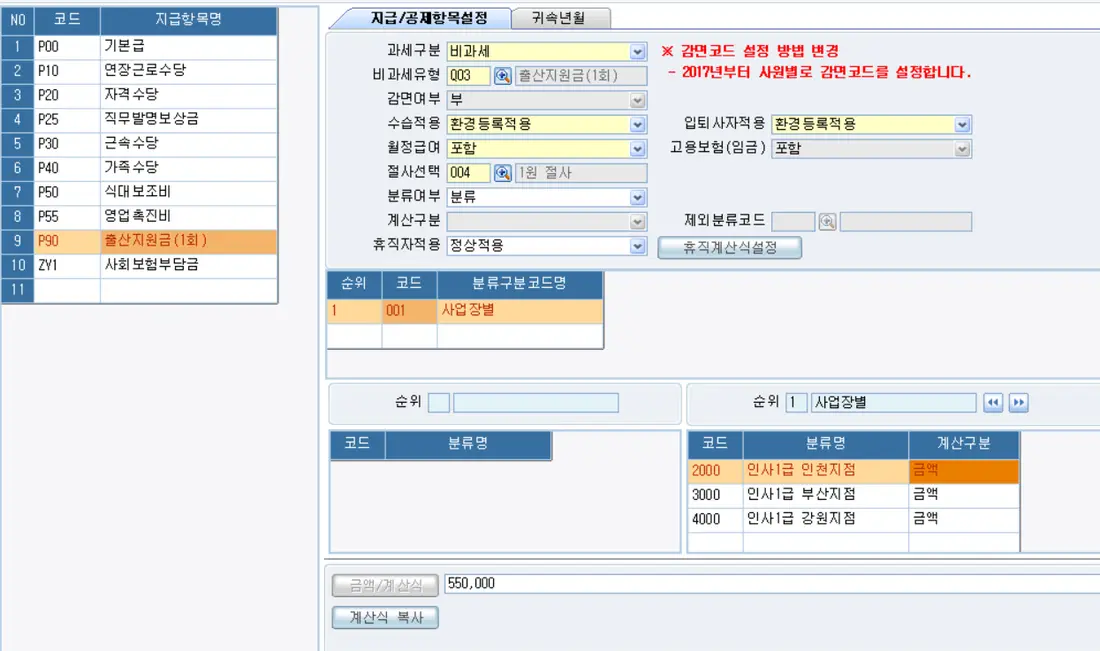 NO 코드 지급항목명
1 P00 기본급
2 P10 연장근로수당
3 P20 자격수당
4 P25 직무발명보상금
5 P30 근속수당
6 P40 가족수당
7 P50 식대보조비
8 P55 영업촉진비
9 P90 출산지원금(1회)
10 ZY1 사회보험부담금
11
지급/공제항목설정 귀속년월
과세구분 비과세
비과세유형 Q03 출산지원금(1회)
감면여부 부
수습적용 환경등록적용 입퇴사자적용 환경등록적용
월정급여 포함 고용보험(임금) 포함
절사선택 004 1원 절사
분류여부 분류
계산구분 제외분류코드
휴직자적용 정상적용 휴직계산식설정
※ 감면코드 설정 방법 변경
- 2017년부터 사원별로 감면코드를 설정합니다.
순위 코드 분류구분코드명
1 001 사업장별
순위
코드 분류명
순위 1 사업장별
코드 분류명 계산구분
2000 인사1급 인천지점 금액
3000 인사1급 부산지점 금액
4000 인사1급 강원지점 금액
금액/계산식 550,000
계산식 복사